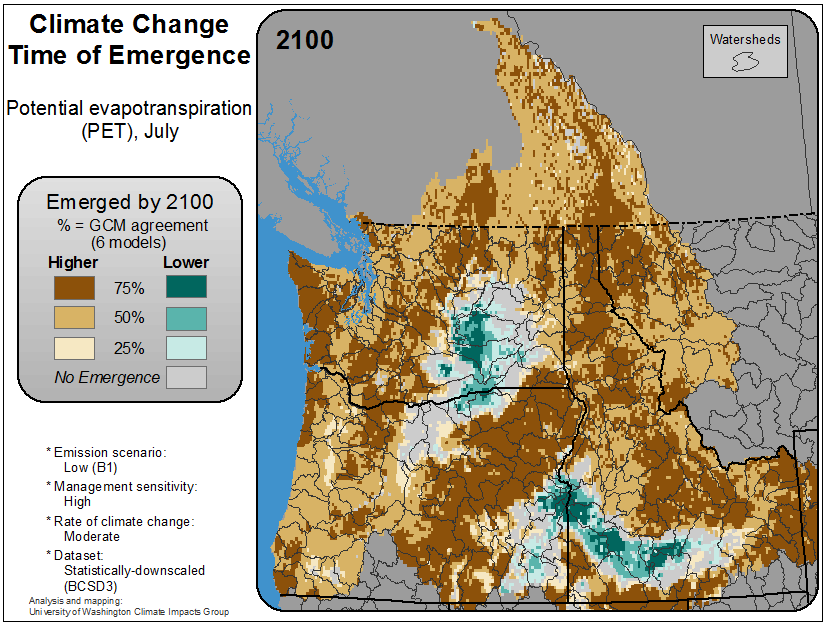 Climate Change
Time of Emergence
Potential evapotranspiration
(PET), July
Emerged by 2100
% = GCM agreement
(6 models)
Higher Lower
75%
50%
25%
No Emergence
* Emission scenario:
Low (B1)
* Management sensitivity:
High
* Rate of climate change:
Moderate
* Dataset:
Statistically-downscaled
(BCSD3)
Analysis and mapping:
University of Washington Climate Impacts Group
2100
Watersheds